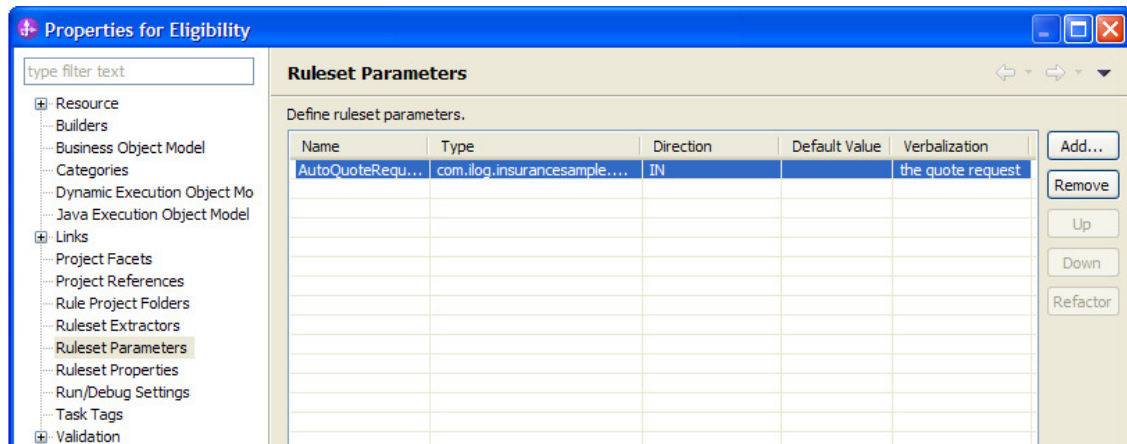 Properties for Eligibility
type filter text
Resource
Builders
Business Object Model
Categories
Dynamic Execution Object Mo
Java Execution Object Model
Links
Project Facets
Project References
Rule Project Folders
Ruleset Extractors
Ruleset Parameters
Ruleset Properties
Run/Debug Settings
Task Tags
Validation
Ruleset Parameters
Define ruleset parameters.
Name Type Direction Default Value Verbalization
AutoQuoteRequ... com.ilog.insurancesample.... IN the quote request
Add...
Remove
Up
Down
Refactor